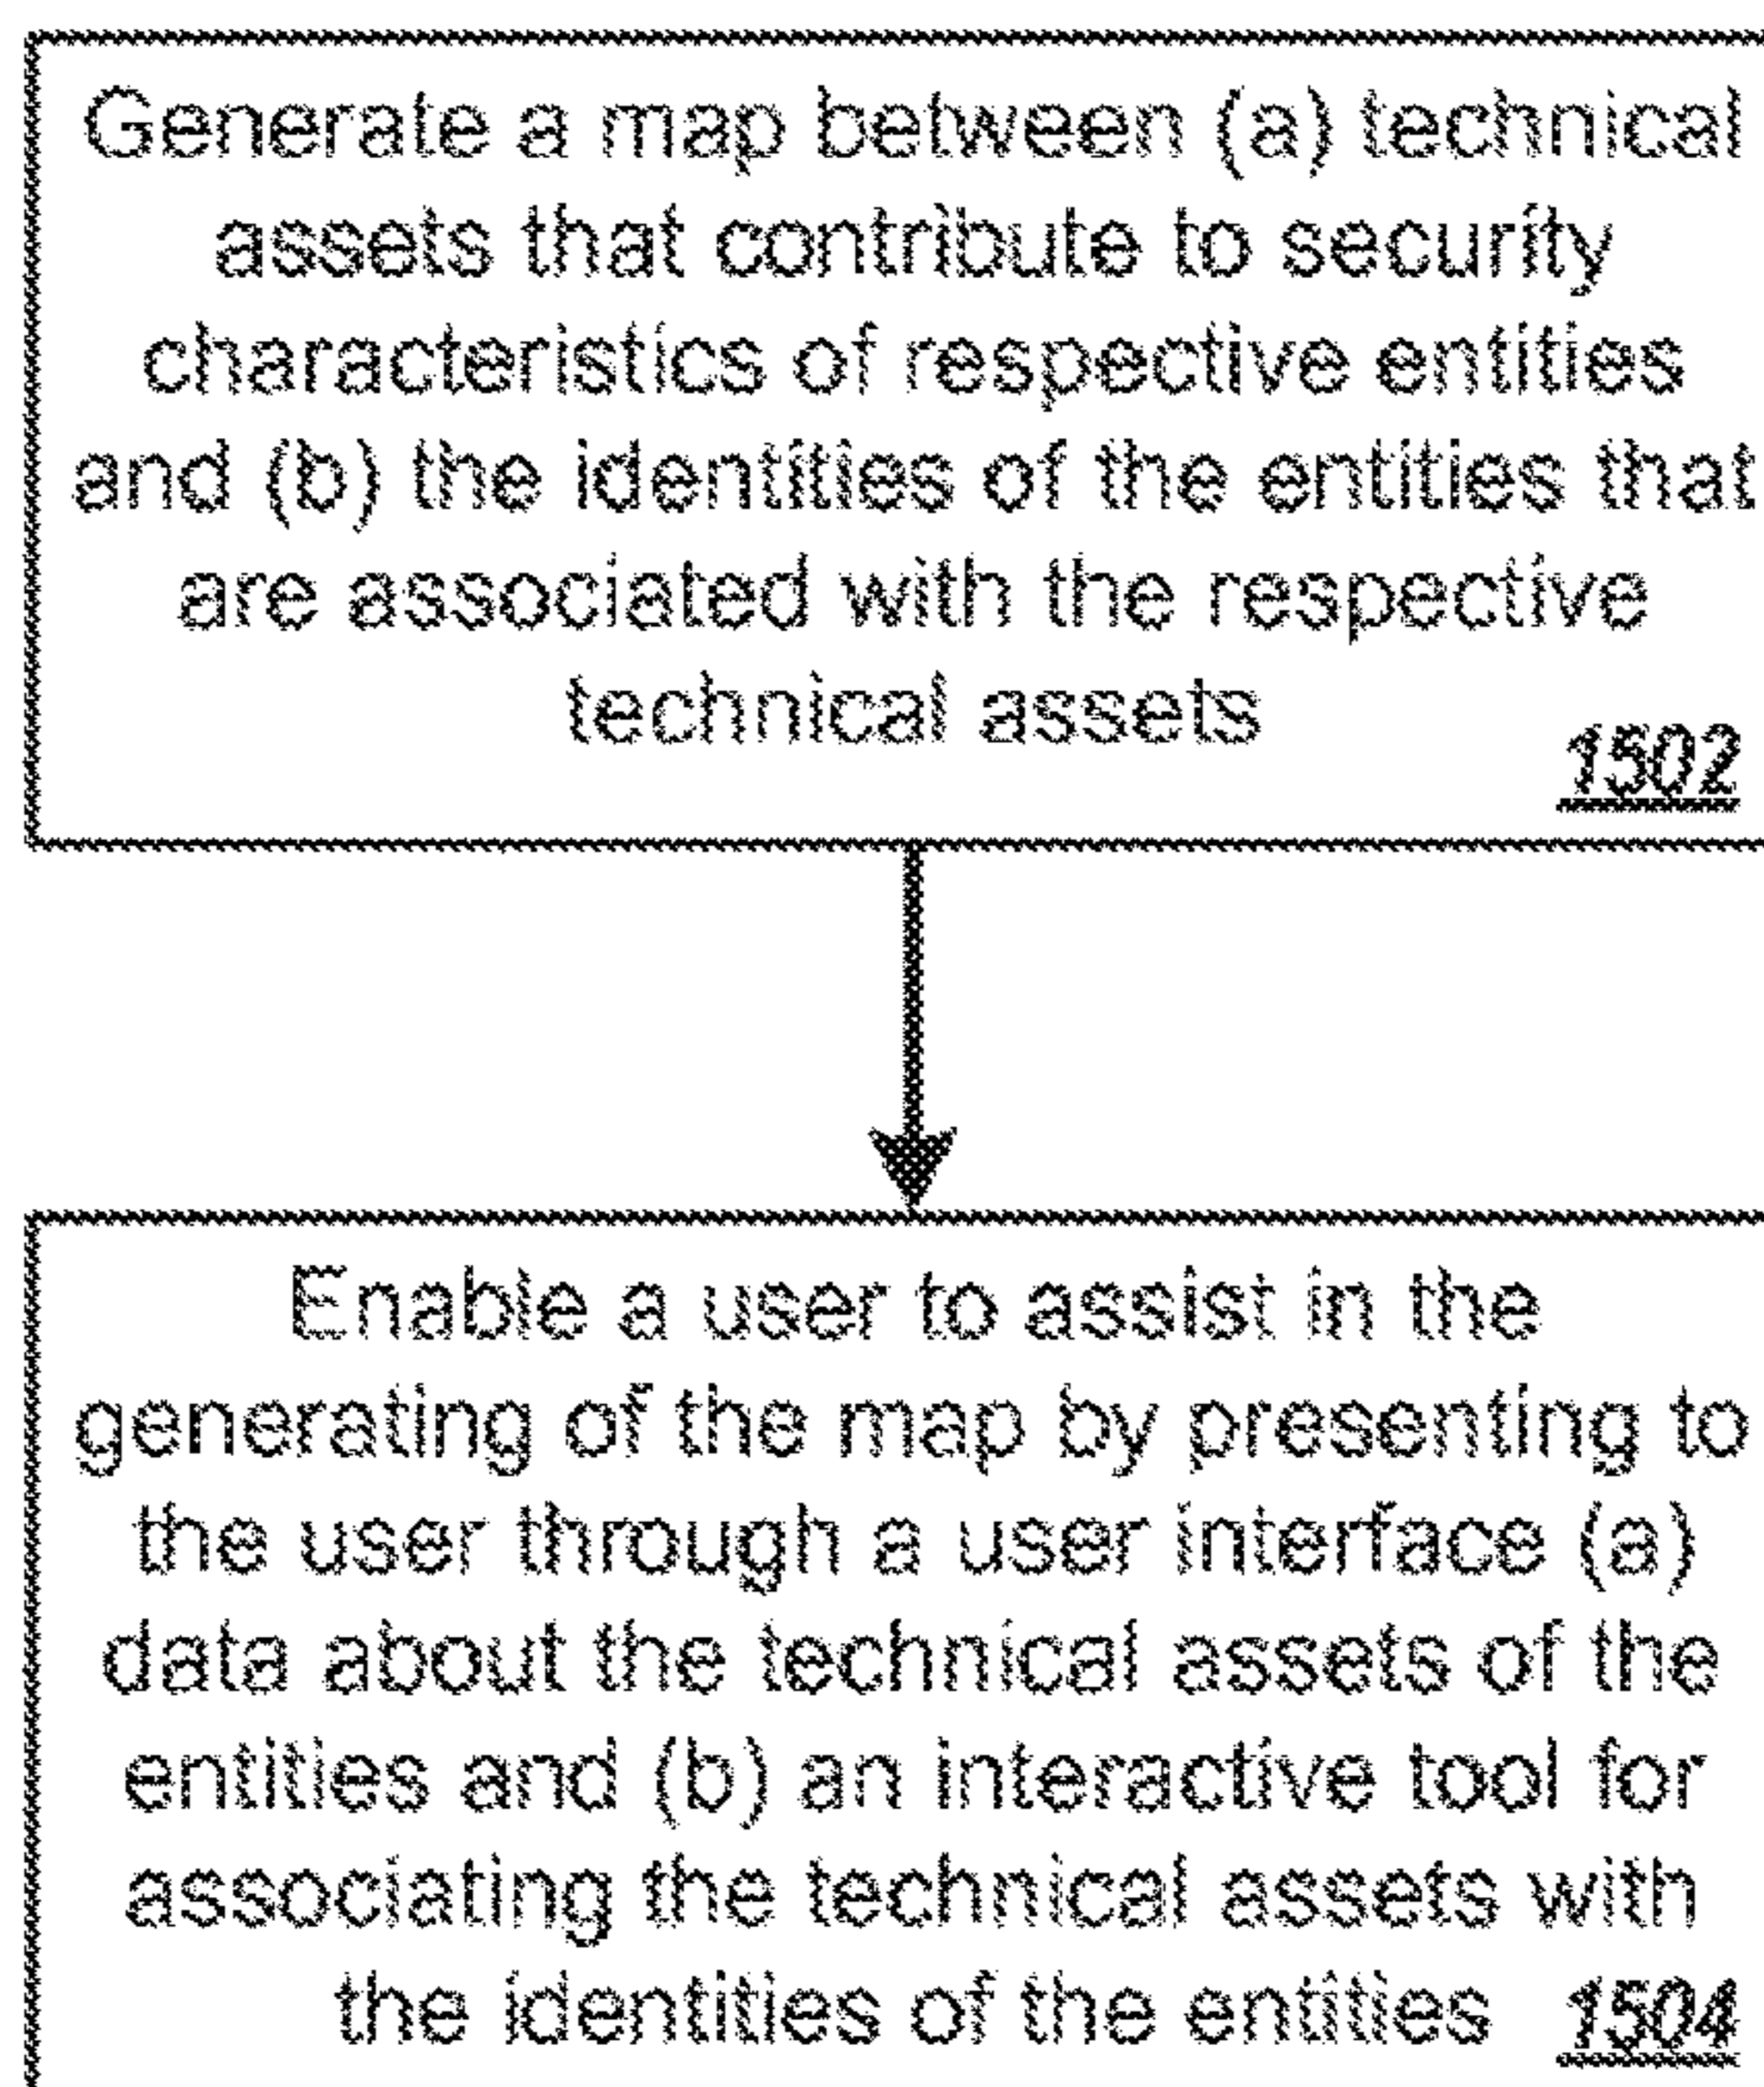 Generate a map between (a) technical
assets that contribute to security
characteristics of respective entities
and (b) the identities of the entities that
are associated with the respective
technical assets
1502
Enable a user to assist in the
generating of the map by presenting to
the user through a user interface (a)
data about the technical assets of the
entities and (b) an interactive tool for
associating the technical assets with
the identities of the entities 1504